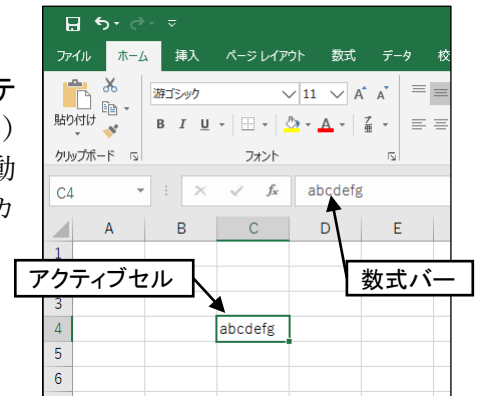 ファイル ホーム 挿入 ページ レイアウト 数式 データ 校
游ゴシック 11 A A
貼り付け B I U A 亜
クリップボード フォント
C4 fx abcdefg
A B C D E
1
アクティブセル 数式バー
3
4 abcdefg
5
6
テ
)
動
カ